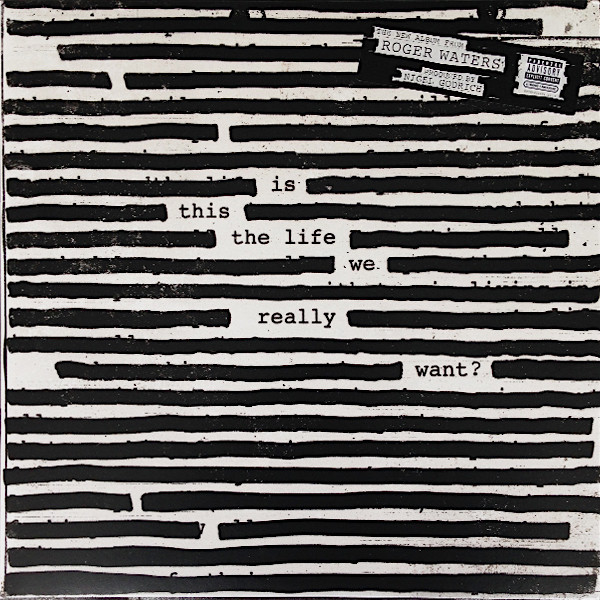 THE NEW ALBUM FROM
ROGER WATERS
PRODUCED BY
NIGEL GODRICH
PARENTAL
ADVISORY
EXPLICIT CONTENT
is
this
the life
we
really
want?